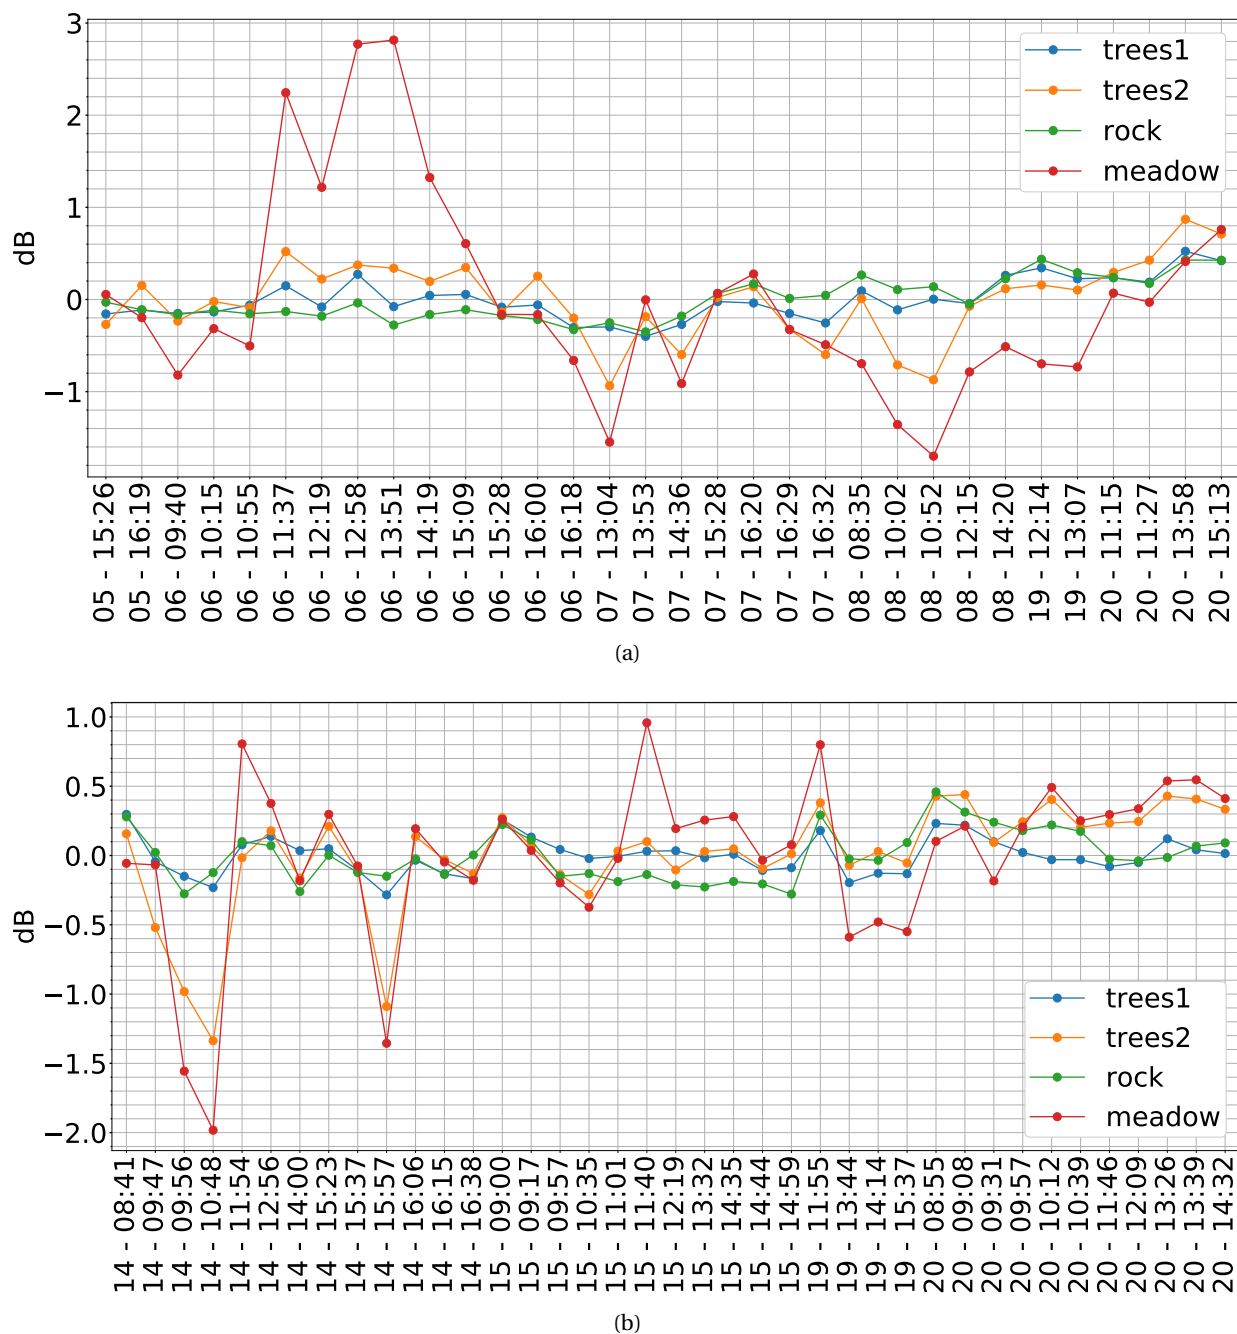 3
2
1
0
−1
dB
trees1
trees2
rock
meadow
05 - 15:26
05 - 16:19
06 - 09:40
06 - 10:15
06 - 10:55
06 - 11:37
06 - 12:19
06 - 12:58
06 - 13:51
06 - 14:19
06 - 15:09
06 - 15:28
06 - 16:00
06 - 16:18
07 - 13:04
07 - 13:53
07 - 14:36
07 - 15:28
07 - 16:20
07 - 16:29
07 - 16:32
08 - 08:35
08 - 10:02
08 - 10:52
08 - 12:15
08 - 14:20
19 - 12:14
19 - 13:07
20 - 11:15
20 - 11:27
20 - 13:58
20 - 15:13
(a)
1.0
0.5
0.0
−0.5
−1.0
−1.5
−2.0
dB
trees1
trees2
rock
meadow
14 - 08:41
14 - 09:47
14 - 09:56
14 - 10:48
14 - 11:54
14 - 12:56
14 - 14:00
14 - 15:23
14 - 15:37
14 - 15:57
14 - 16:06
14 - 16:15
14 - 16:38
15 - 09:00
15 - 09:17
15 - 09:57
15 - 10:35
15 - 11:01
15 - 11:40
15 - 12:19
15 - 13:32
15 - 14:35
15 - 14:44
15 - 14:59
19 - 11:55
19 - 13:44
19 - 14:14
19 - 15:37
20 - 08:55
20 - 09:08
20 - 09:31
20 - 09:57
20 - 10:12
20 - 10:39
20 - 11:46
20 - 12:09
20 - 13:26
20 - 13:39
20 - 14:32
(b)